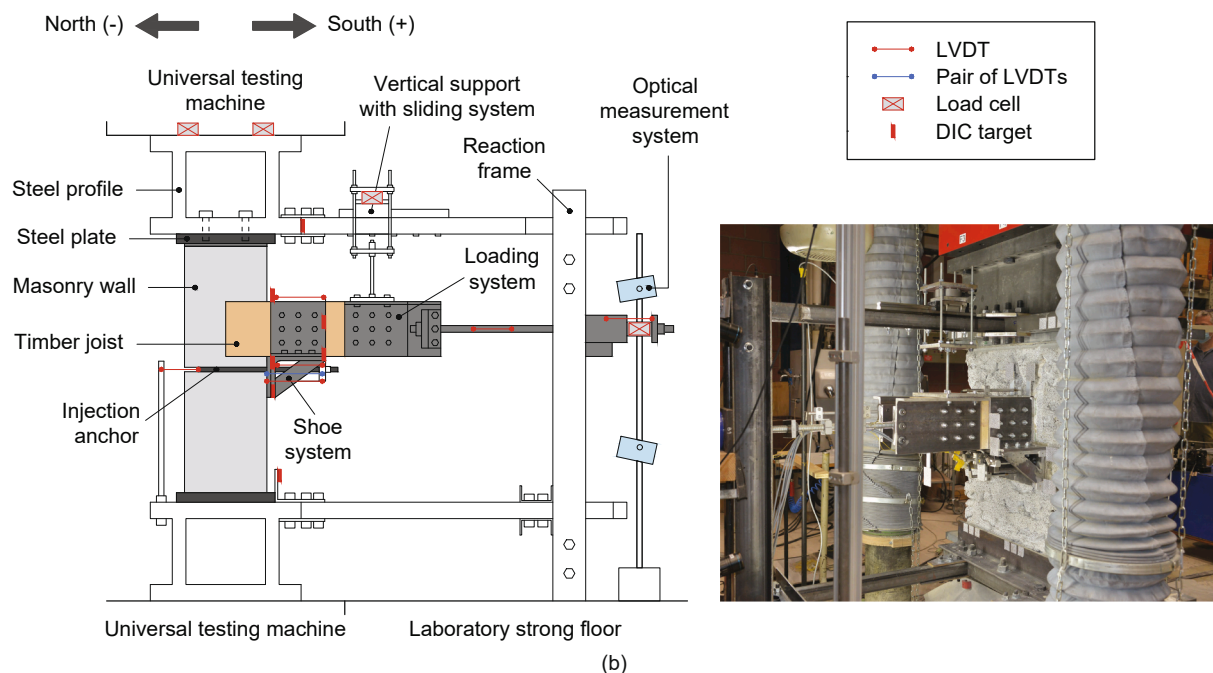 North (-)
South (+)
Universal testing
machine
Vertical support
with sliding system
Optical
measurement
system
LVDT
Pair of LVDTs
Load cell
DIC target
Reaction
frame
Steel profile
Steel plate
Loading
system
Masonry wall
Timber joist
Injection
anchor
Shoe
system
Universal testing machine
Laboratory strong floor
(b)